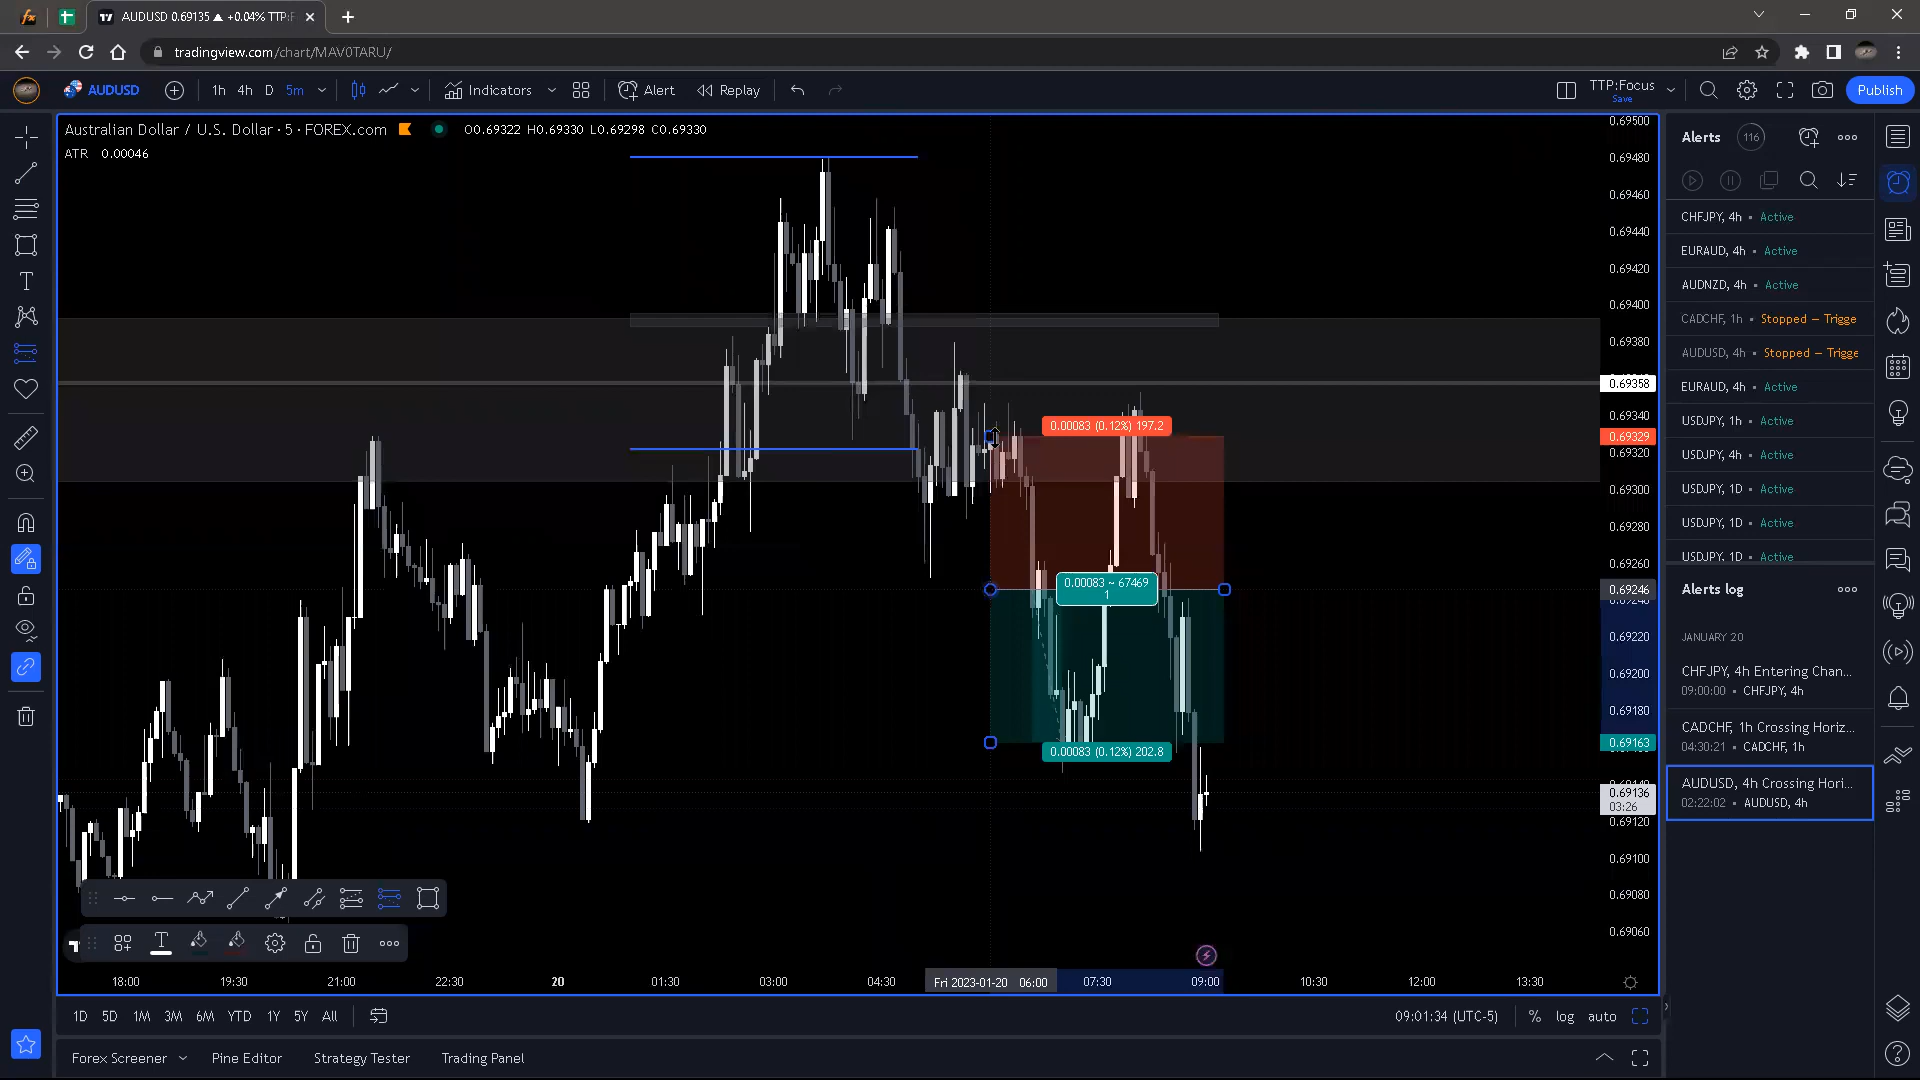 AUDUSD 0.69135 ▲ +0.04% TTP:F
tradingview.com/chart/MAV0TARU/
AUDUSD 1h 4h D 5m Indicators Alert Replay TTP:Focus Save Publish
Australian Dollar / U.S. Dollar · 5 · FOREX.com O0.69322 H0.69330 L0.69298 C0.69330
ATR 0.00046
0.69500
0.69480
0.69460
0.69440
0.69420
0.69400
0.69380
0.69358
0.69340
0.69329
0.69320
0.69300
0.69280
0.69260
0.69246
0.69220
0.69200
0.69180
0.69163
0.69136
03:26
0.69120
0.69100
0.69080
0.69060
0.00083 (0.12%) 197.2
0.00083 ~ 67469
1
0.00083 (0.12%) 202.8
18:00 19:30 21:00 22:30 20 01:30 03:00 04:30 Fri 2023-01-20 06:00 07:30 09:00 10:30 12:00 13:30
1D 5D 1M 3M 6M YTD 1Y 5Y All 09:01:34 (UTC-5) % log auto
Forex Screener Pine Editor Strategy Tester Trading Panel
Alerts 116
CHFJPY, 4h • Active
EURAUD, 4h • Active
AUDNZD, 4h • Active
CADCHF, 1h • Stopped — Trigge
AUDUSD, 4h • Stopped — Trigge
EURAUD, 4h • Active
USDJPY, 1h • Active
USDJPY, 4h • Active
USDJPY, 1D • Active
USDJPY, 1D • Active
USDJPY, 1D • Active
Alerts log
JANUARY 20
CHFJPY, 4h Entering Chan...
09:00:00 • CHFJPY, 4h
CADCHF, 1h Crossing Horiz...
04:30:21 • CADCHF, 1h
AUDUSD, 4h Crossing Hori...
02:22:02 • AUDUSD, 4h